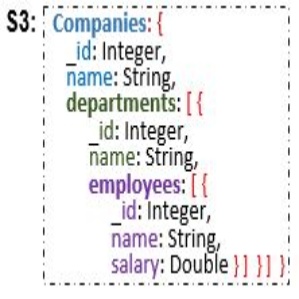 S3: Companies: {
_id: Integer,
name: String,
departments: [ {
_id: Integer,
name: String,
employees: [ {
_id: Integer,
name: String,
salary: Double } ] } ] }